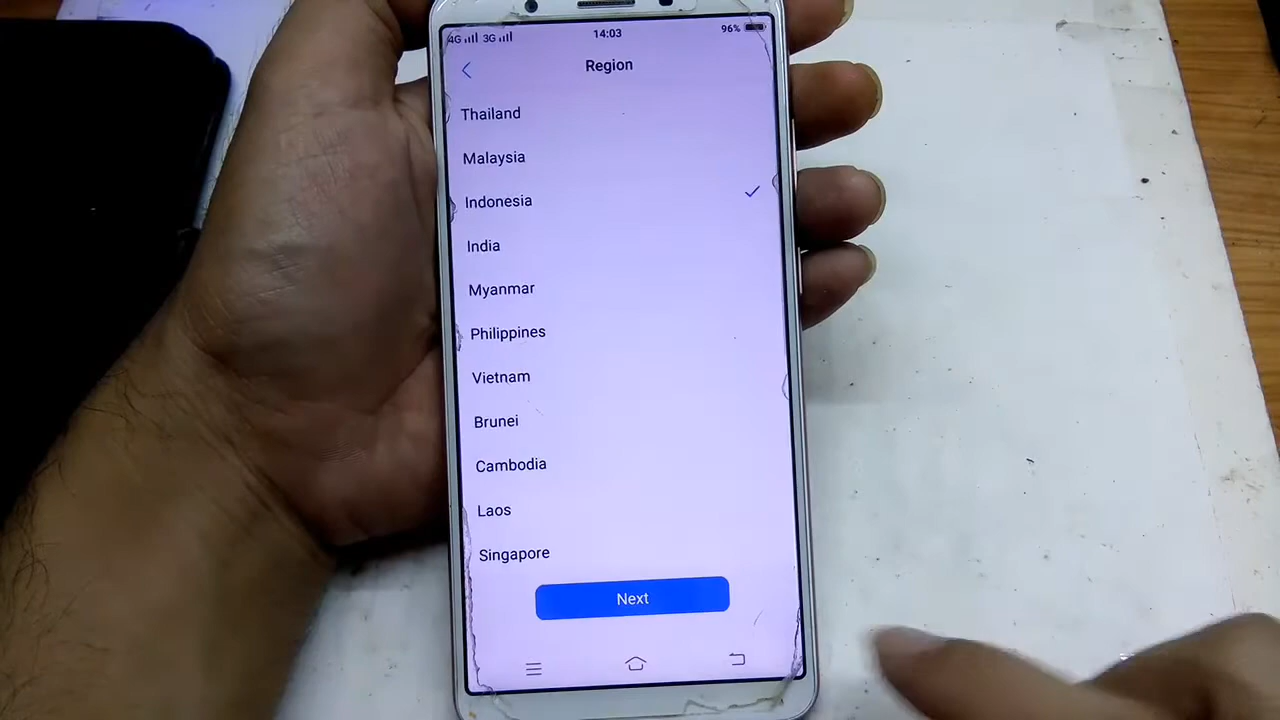 4G 3G 14:03 96%
Region
Thailand
Malaysia
Indonesia
India
Myanmar
Philippines
Vietnam
Brunei
Cambodia
Laos
Singapore
Next